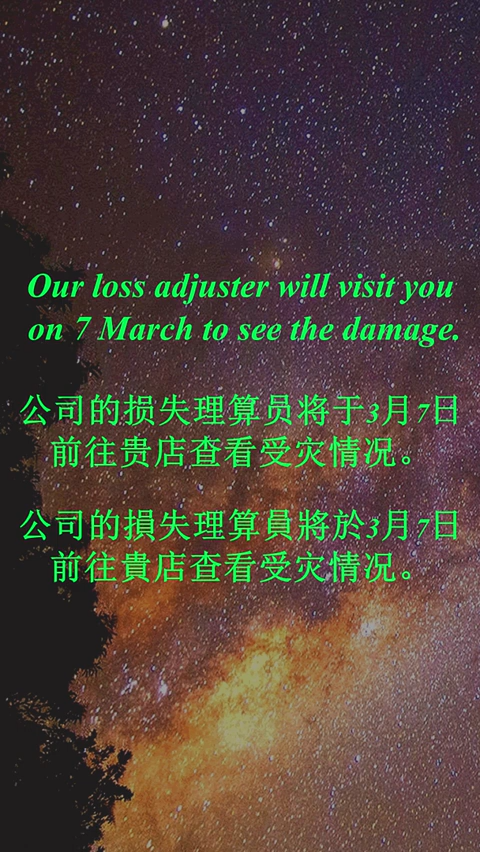 Our loss adjuster will visit you
on 7 March to see the damage.
公司的损失理算员将于3月7日
前往贵店查看受灾情况。
公司的損失理算員將於3月7日
前往貴店查看受灾情況。